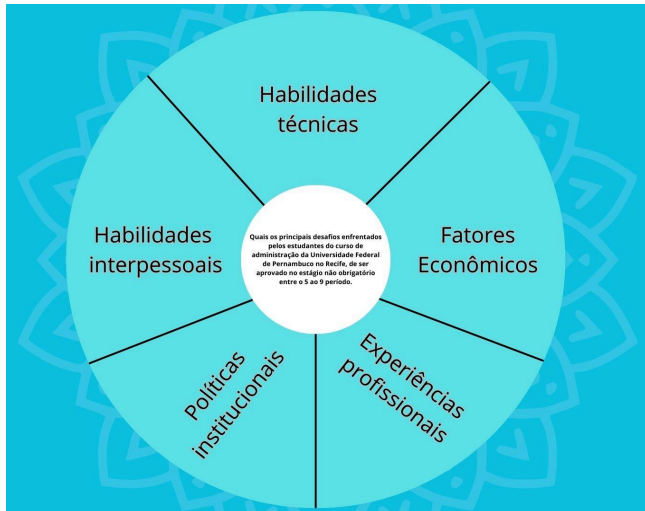 Habilidades
técnicas
Habilidades
interpessoais
Quais os principais desafios enfrentados
pelos estudantes do curso de
administração da Universidade Federal
de Pernambuco no Recife, de ser
aprovado no estágio não obrigatório
entre o 5 ao 9 período.
Fatores
Econômicos
Políticas
institucionais
Experiências
profissionais